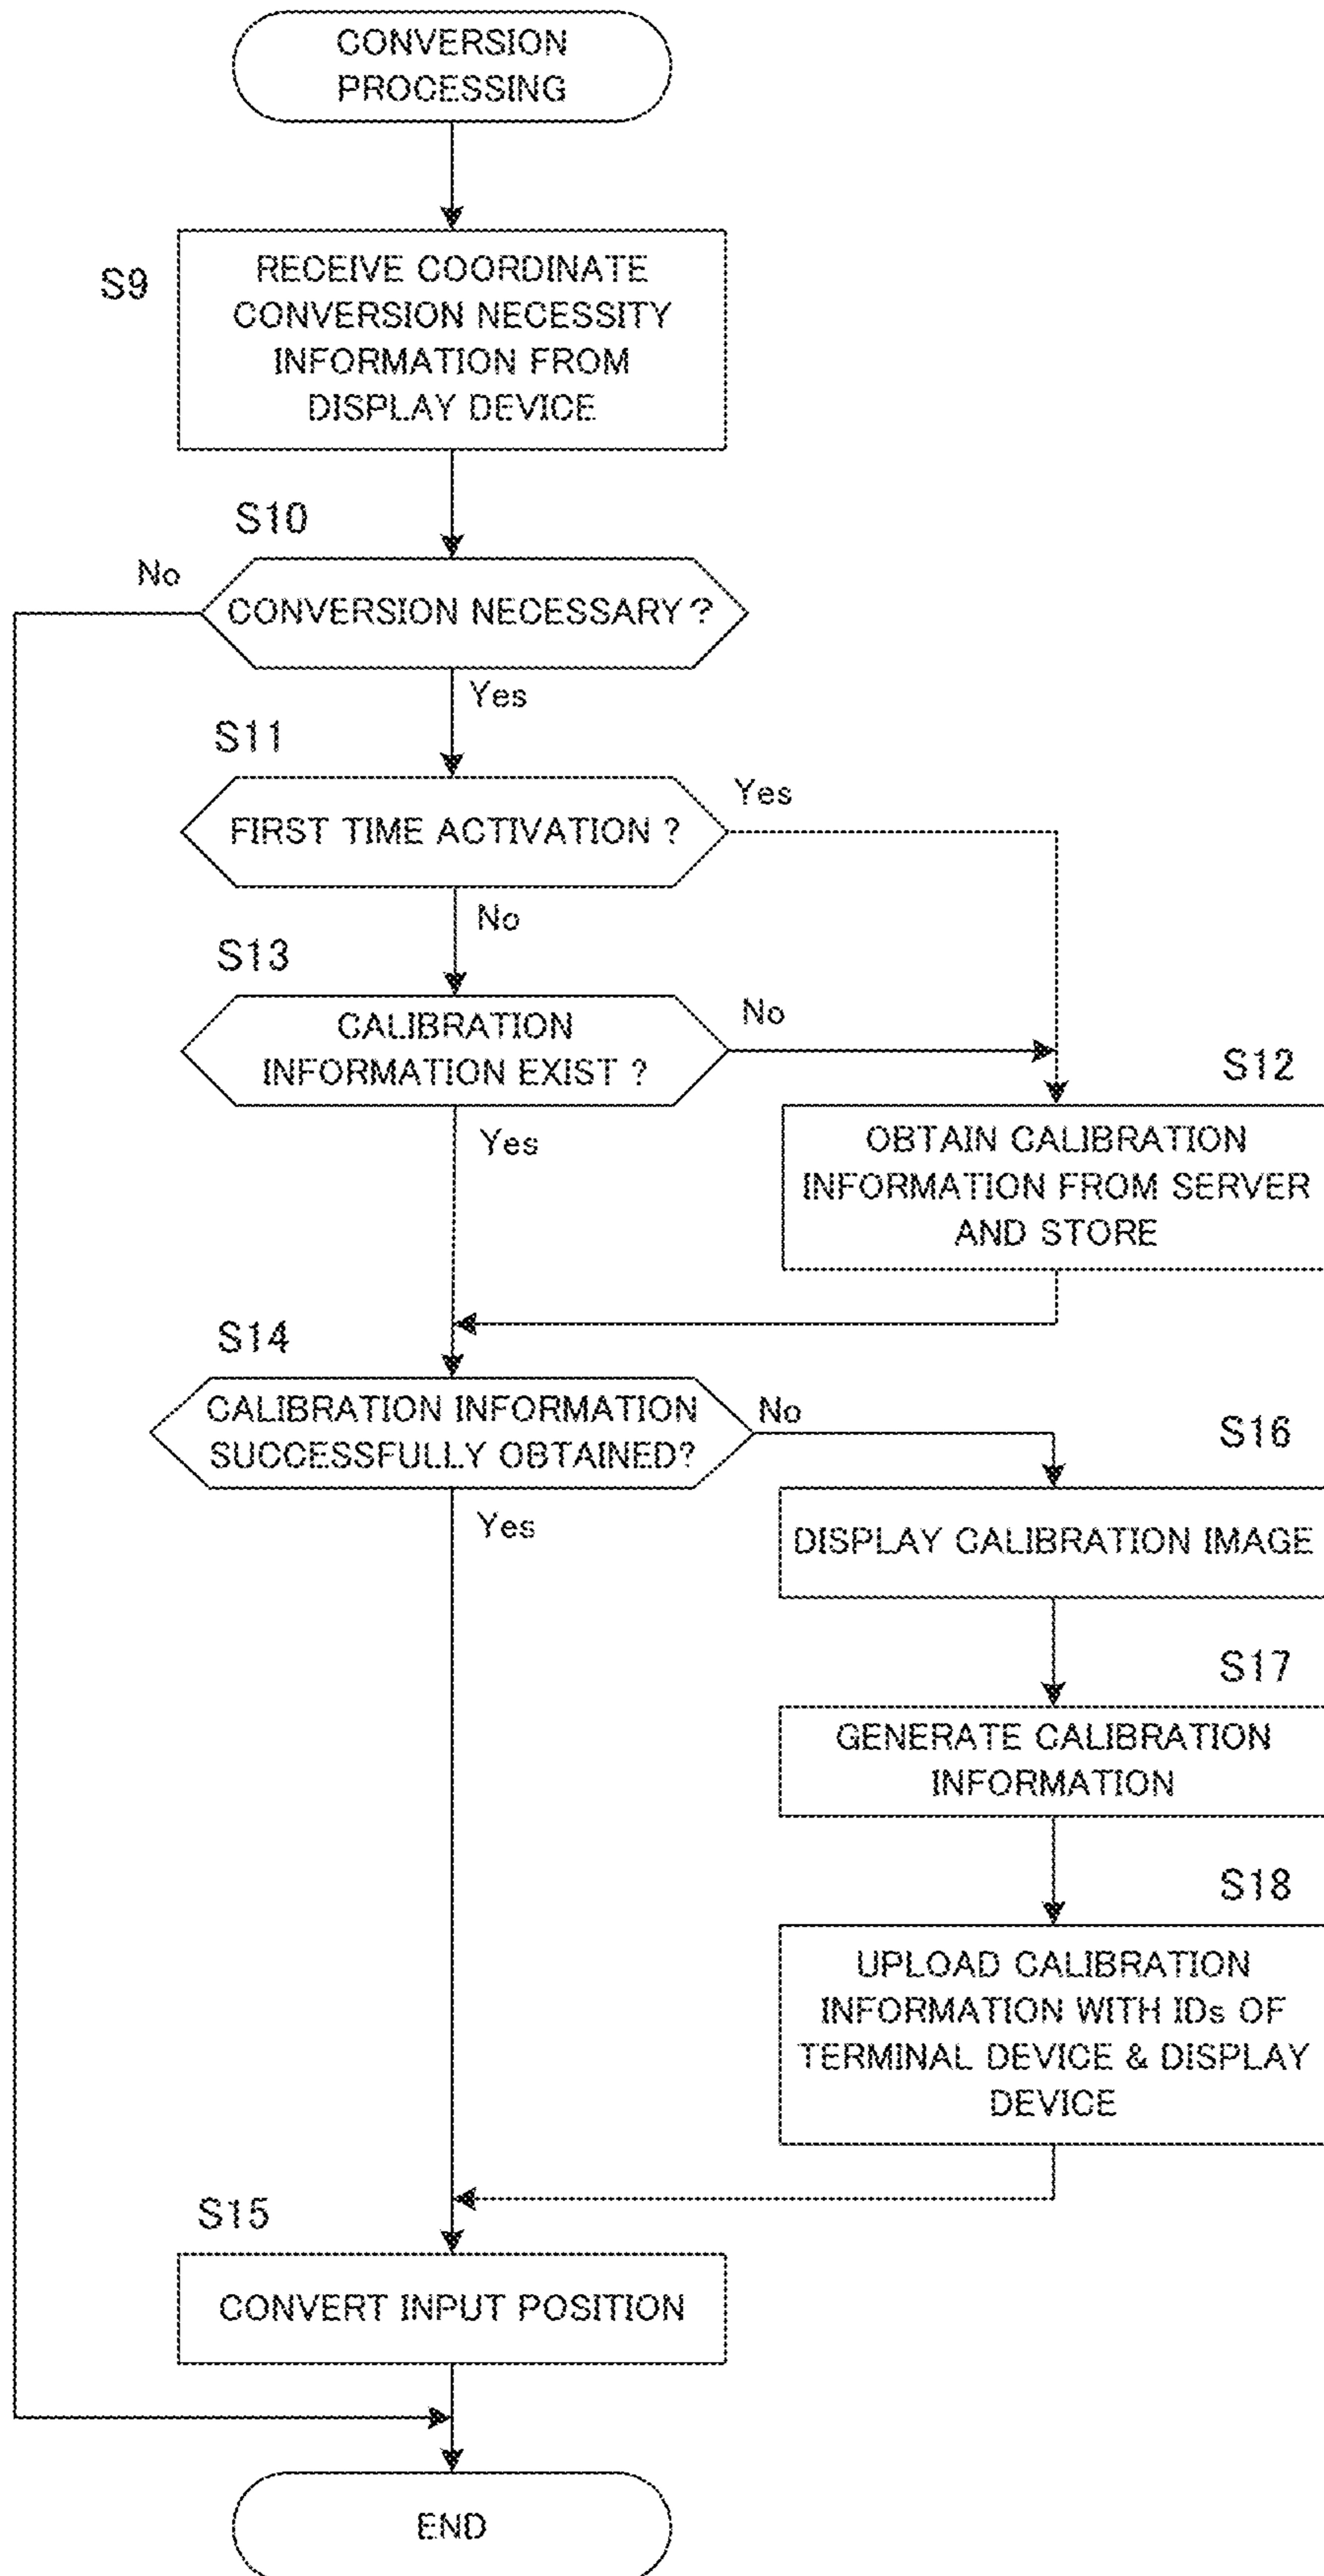 CONVERSION
PROCESSING
S9
RECEIVE COORDINATE
CONVERSION NECESSITY
INFORMATION FROM
DISPLAY DEVICE
S10
No
CONVERSION NECESSARY ?
Yes
S11
Yes
FIRST TIME ACTIVATION ?
No
S13
No
CALIBRATION
INFORMATION EXIST ?
Yes
S12
OBTAIN CALIBRATION
INFORMATION FROM SERVER
AND STORE
S14
CALIBRATION INFORMATION
SUCCESSFULLY OBTAINED?
No
Yes
S16
DISPLAY CALIBRATION IMAGE
S17
GENERATE CALIBRATION
INFORMATION
S18
UPLOAD CALIBRATION
INFORMATION WITH IDs OF
TERMINAL DEVICE & DISPLAY
DEVICE
S15
CONVERT INPUT POSITION
END